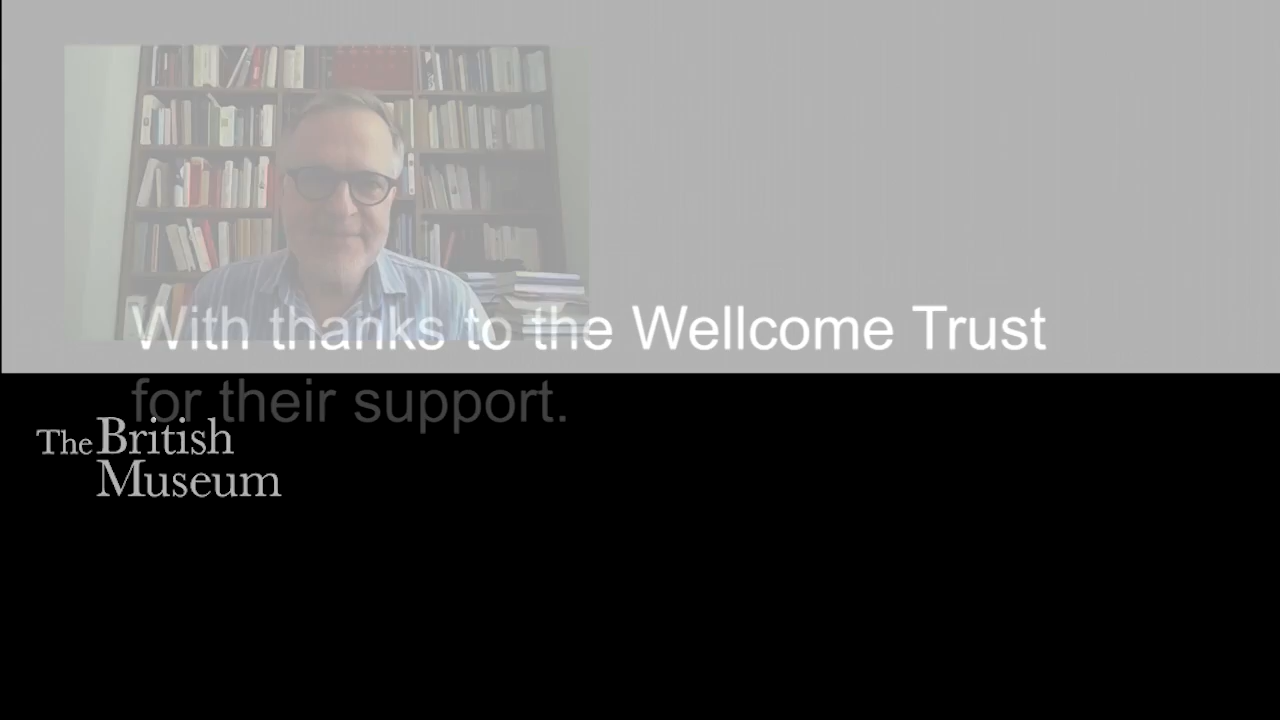 With thanks to the Wellcome Trust
for their support.
The British
Museum